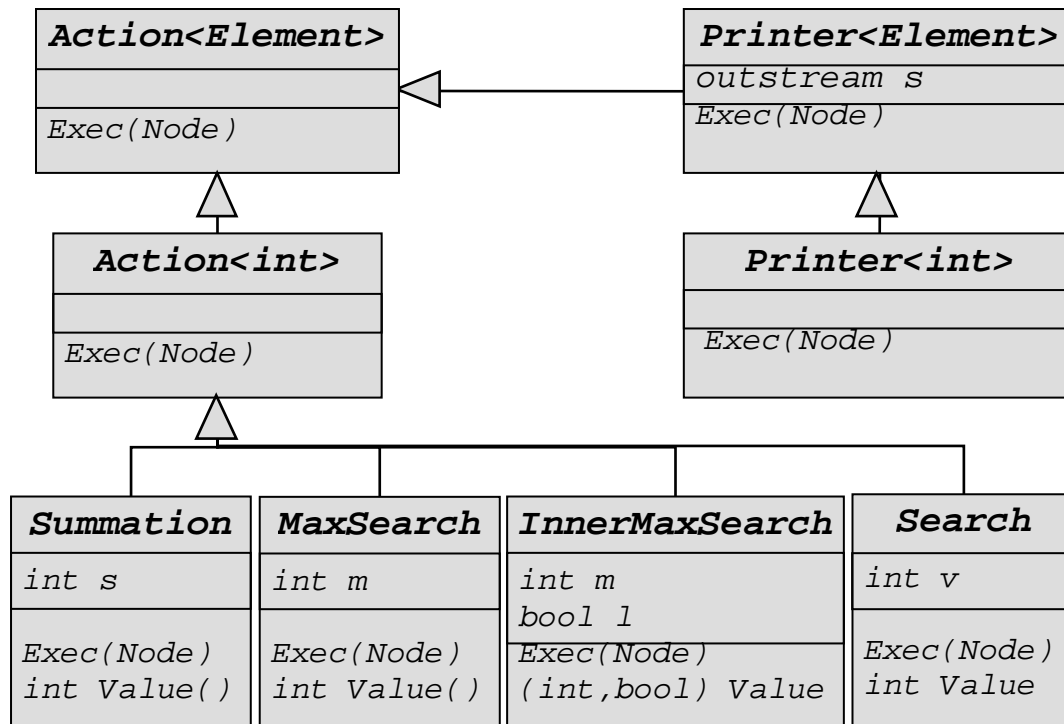 Action<Element>
Exec(Node)
Printer<Element>
outstream s
Exec(Node)
Action<int>
Exec(Node)
Printer<int>
Exec(Node)
Summation
int s
Exec(Node)
int Value()
MaxSearch
int m
Exec(Node)
int Value()
InnerMaxSearch
int m
bool l
Exec(Node)
(int,bool) Value
Search
int v
Exec(Node)
int Value